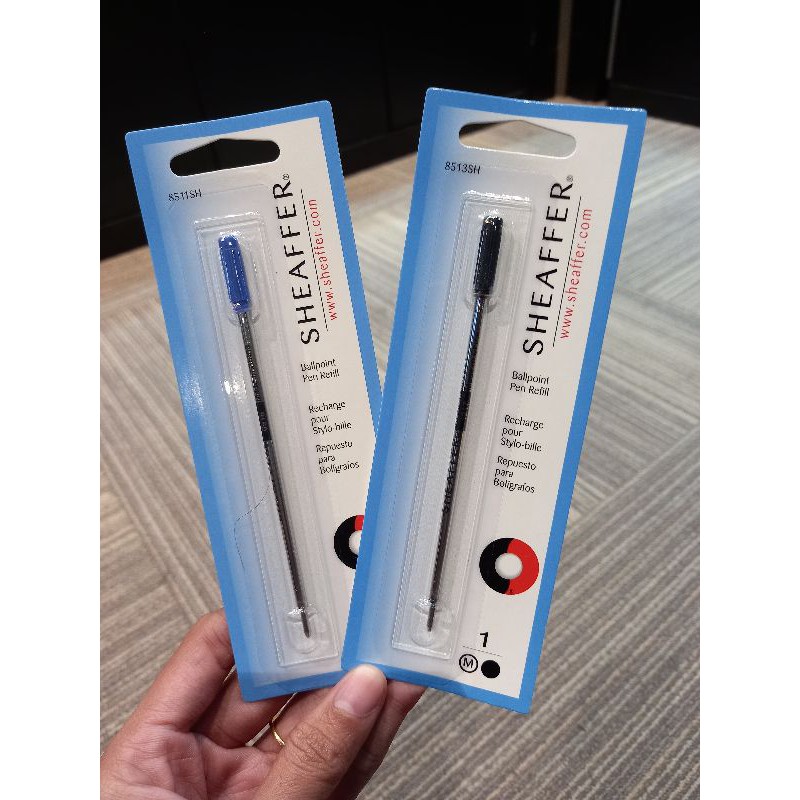 8511SH
SHEAFFER®
www.sheaffer.com
Ballpoint
Pen Refill
Recharge
pour
Stylo-bille
Repuesto
para
Bolígrafos
8513SH
SHEAFFER®
www.sheaffer.com
Ballpoint
Pen Refill
Recharge
pour
Stylo-bille
Repuesto
para
Bolígrafos
1
M